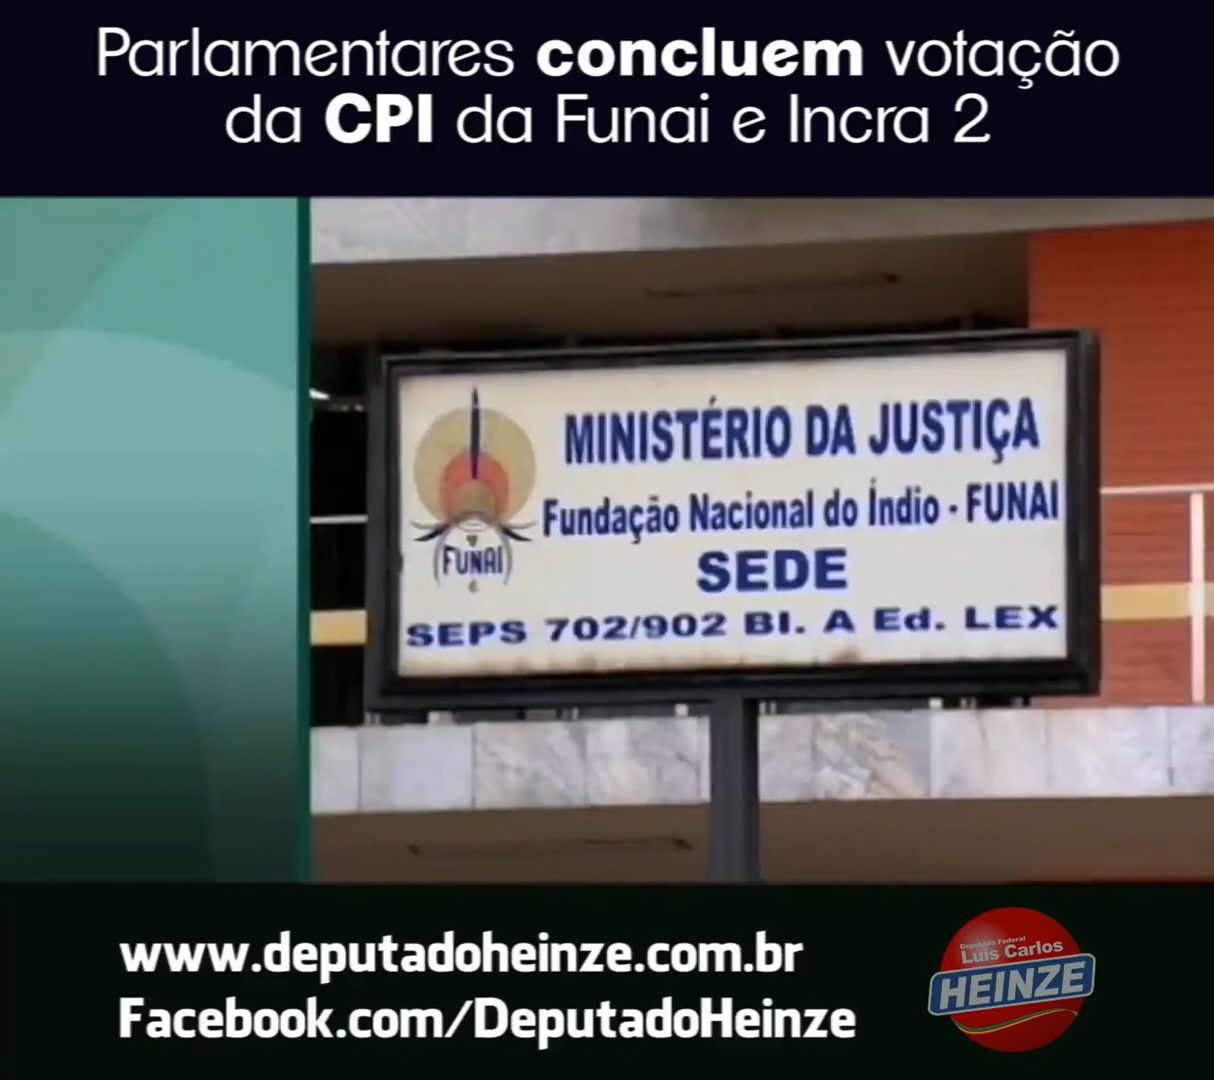 Parlamentares concluem votação
da CPI da Funai e Incra 2
MINISTÉRIO DA JUSTIÇA
Fundação Nacional do Índio - FUNAI
FUNAI
SEDE
SEPS 702/902 Bl. A Ed. LEX
www.deputadoheinze.com.br
Facebook.com/DeputadoHeinze
Deputado Federal
Luis Carlos
HEINZE